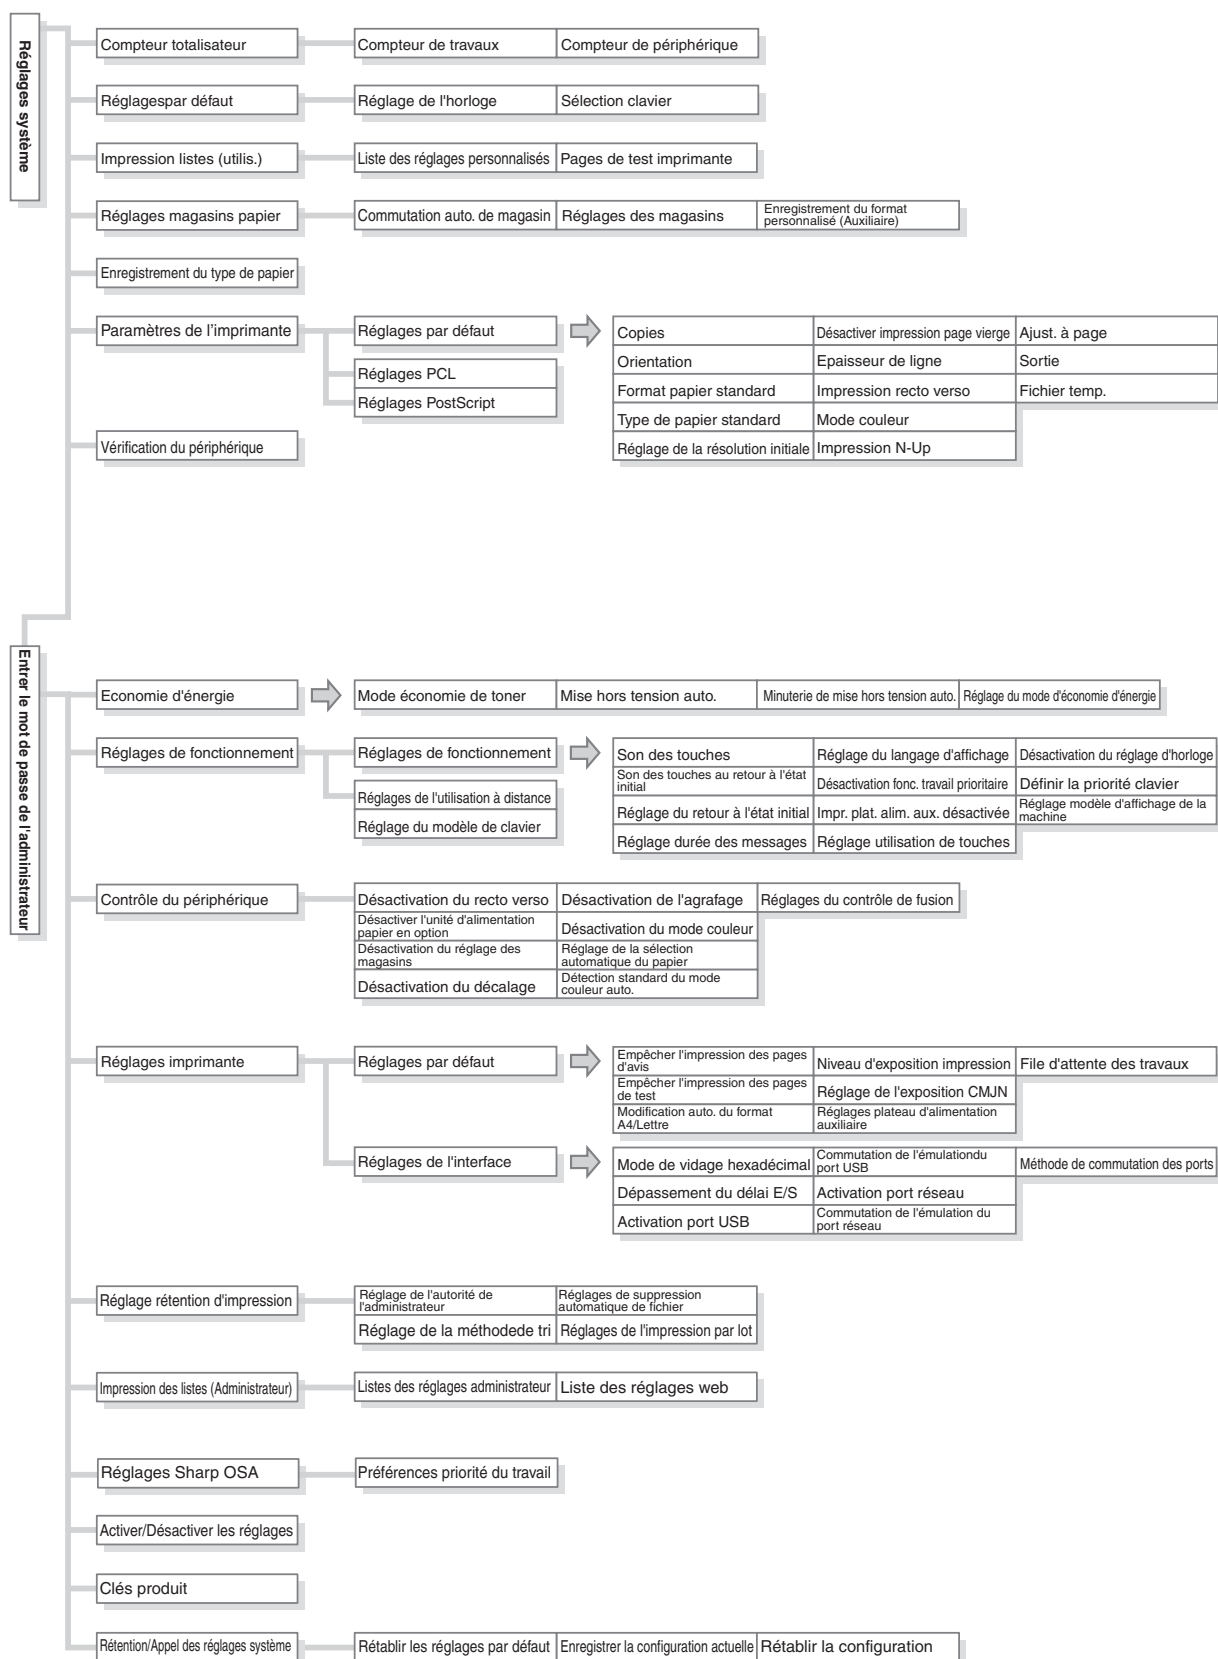 Réglages système
Compteur totalisateur
Compteur de travaux
Compteur de périphérique
Réglagespar défaut
Réglage de l'horloge
Sélection clavier
Impression listes (utilis.)
Liste des réglages personnalisés
Pages de test imprimante
Réglages magasins papier
Commutation auto. de magasin
Réglages des magasins
Enregistrement du format
personnalisé (Auxiliaire)
Enregistrement du type de papier
Paramètres de l'imprimante
Réglages par défaut
Réglages PCL
Réglages PostScript
Copies
Désactiver impression page vierge
Ajust. à page
Orientation
Epaisseur de ligne
Sortie
Format papier standard
Impression recto verso
Fichier temp.
Type de papier standard
Mode couleur
Réglage de la résolution initiale
Impression N-Up
Vérification du périphérique
Entrer le mot de passe de l'administrateur
Economie d'énergie
Mode économie de toner
Mise hors tension auto.
Minuterie de mise hors tension auto.
Réglage du mode d'économie d'énergie
Réglages de fonctionnement
Réglages de fonctionnement
Réglages de l'utilisation à distance
Réglage du modèle de clavier
Son des touches
Réglage du langage d'affichage
Désactivation du réglage d'horloge
Son des touches au retour à l'état
initial
Désactivation fonc. travail prioritaire
Définir la priorité clavier
Réglage du retour à l'état initial
Impr. plat. alim. aux. désactivée
Réglage modèle d'affichage de la
machine
Réglage durée des messages
Réglage utilisation de touches
Contrôle du périphérique
Désactivation du recto verso
Désactivation de l'agrafage
Réglages du contrôle de fusion
Désactiver l'unité d'alimentation
papier en option
Désactivation du mode couleur
Désactivation du réglage des
magasins
Réglage de la sélection
automatique du papier
Désactivation du décalage
Détection standard du mode
couleur auto.
Réglages imprimante
Réglages par défaut
Empêcher l'impression des pages
d'avis
Niveau d'exposition impression
File d'attente des travaux
Empêcher l'impression des pages
de test
Réglage de l'exposition CMJN
Modification auto. du format
A4/Lettre
Réglages plateau d'alimentation
auxiliaire
Réglages de l'interface
Mode de vidage hexadécimal
Commutation de l'émulationdu
port USB
Méthode de commutation des ports
Dépassement du délai E/S
Activation port réseau
Activation port USB
Commutation de l'émulation du
port réseau
Réglage rétention d'impression
Réglage de l'autorité de
l'administrateur
Réglages de suppression
automatique de fichier
Réglage de la méthodede tri
Réglages de l'impression par lot
Impression des listes (Administrateur)
Listes des réglages administrateur
Liste des réglages web
Réglages Sharp OSA
Préférences priorité du travail
Activer/Désactiver les réglages
Clés produit
Rétention/Appel des réglages système
Rétablir les réglages par défaut
Enregistrer la configuration actuelle
Rétablir la configuration